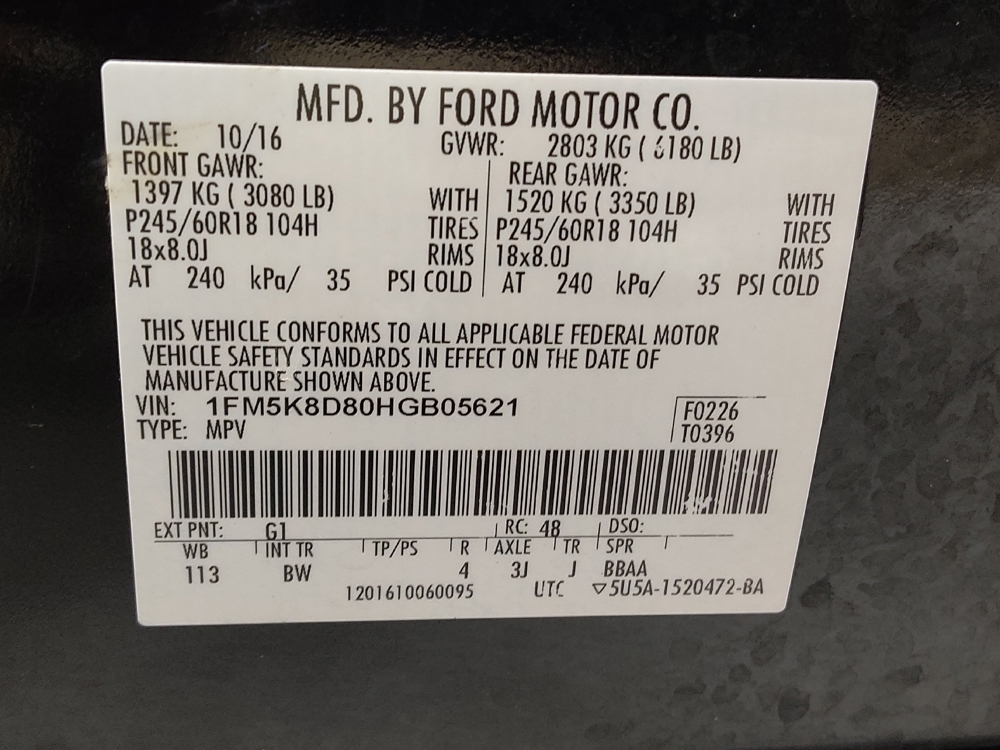 MFD. BY FORD MOTOR CO.
DATE: 10/16 GVWR: 2803 KG ( 6180 LB)
FRONT GAWR: REAR GAWR:
1397 KG ( 3080 LB) WITH 1520 KG ( 3350 LB) WITH
P245/60R18 104H TIRES P245/60R18 104H TIRES
18x8.0J RIMS 18x8.0J RIMS
AT 240 kPa/ 35 PSI COLD AT 240 kPa/ 35 PSI COLD
THIS VEHICLE CONFORMS TO ALL APPLICABLE FEDERAL MOTOR
VEHICLE SAFETY STANDARDS IN EFFECT ON THE DATE OF
MANUFACTURE SHOWN ABOVE.
VIN: 1FM5K8D80HGB05621 F0226
TYPE: MPV T0396
EXT PNT: G1 RC: 48 DSO:
WB INT TR TP/PS R AXLE TR SPR
113 BW 4 3J J BBAA
1201610060095 UTC ▽5U5A-1520472-BA